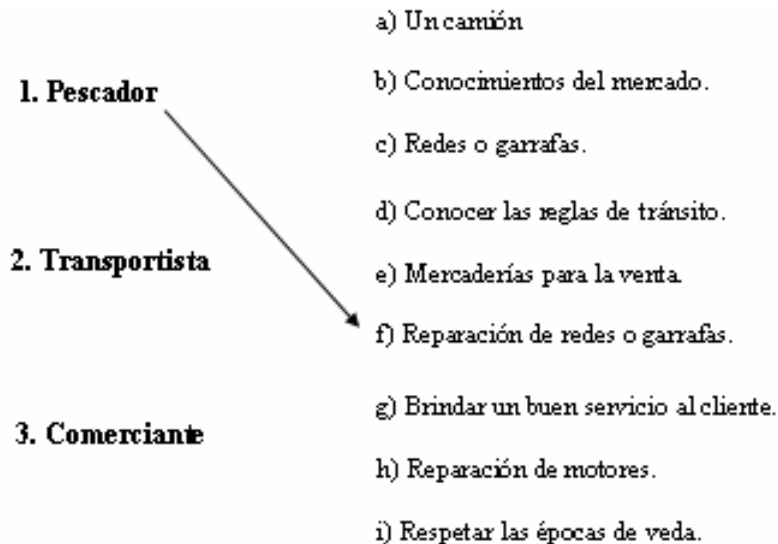 1. Pescador
2. Transportista
3. Comerciante
a) Un camión
b) Conocimientos del mercado.
c) Redes o garrafas.
d) Conocer las reglas de tránsito.
e) Mercaderías para la venta.
f) Reparación de redes o garrafas.
g) Brindar un buen servicio al cliente.
h) Reparación de motores.
i) Respetar las épocas de veda.